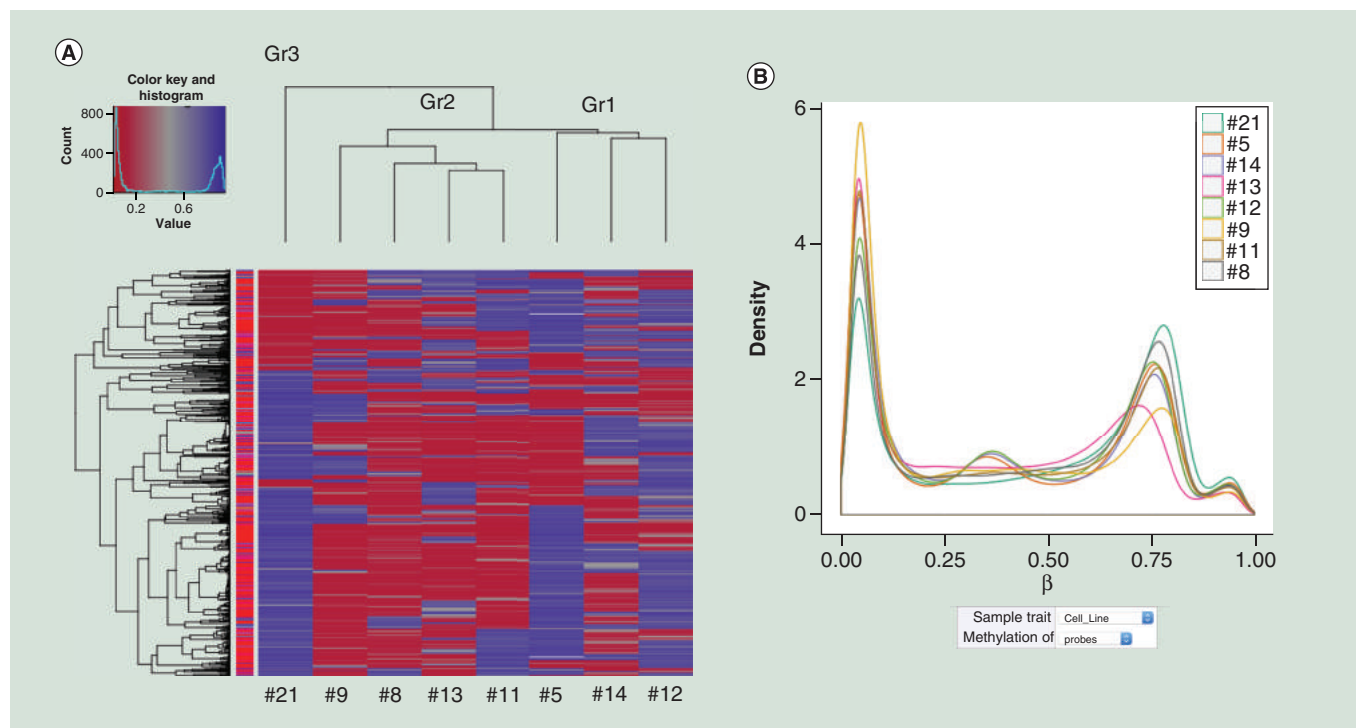 A
Gr3
Color key and
histogram
800
400
0
Count
0.2 0.6
Value
Gr2
Gr1
#21 #9 #8 #13 #11 #5 #14 #12
B
6
4
2
0
Density
#21
#5
#14
#13
#12
#9
#11
#8
0.00 0.25 0.50 0.75 1.00
β
Sample trait Cell_Line
Methylation of probes